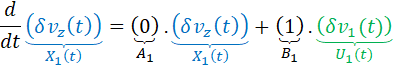 d/dt (δv_z(t)) = (0) . (δv_z(t)) + (1) . (δv_1(t))
X_1(t) A_1 X_1(t) B_1 U_1(t)